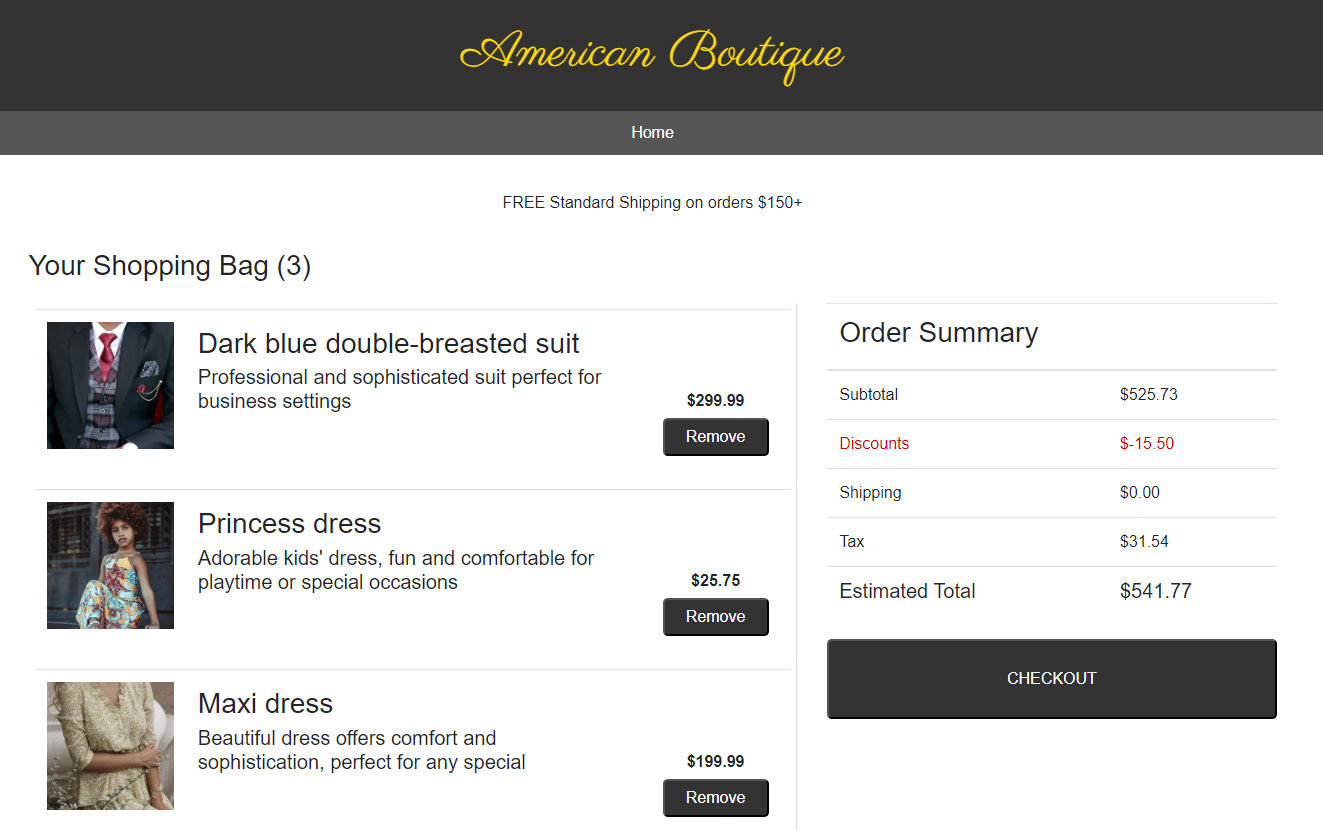 American Boutique
Home
FREE Standard Shipping on orders $150+
Your Shopping Bag (3)
Dark blue double-breasted suit
Professional and sophisticated suit perfect for
business settings
$299.99
Remove
Princess dress
Adorable kids' dress, fun and comfortable for
playtime or special occasions
$25.75
Remove
Maxi dress
Beautiful dress offers comfort and
sophistication, perfect for any special
$199.99
Remove
Order Summary
Subtotal $525.73
Discounts $-15.50
Shipping $0.00
Tax $31.54
Estimated Total $541.77
CHECKOUT